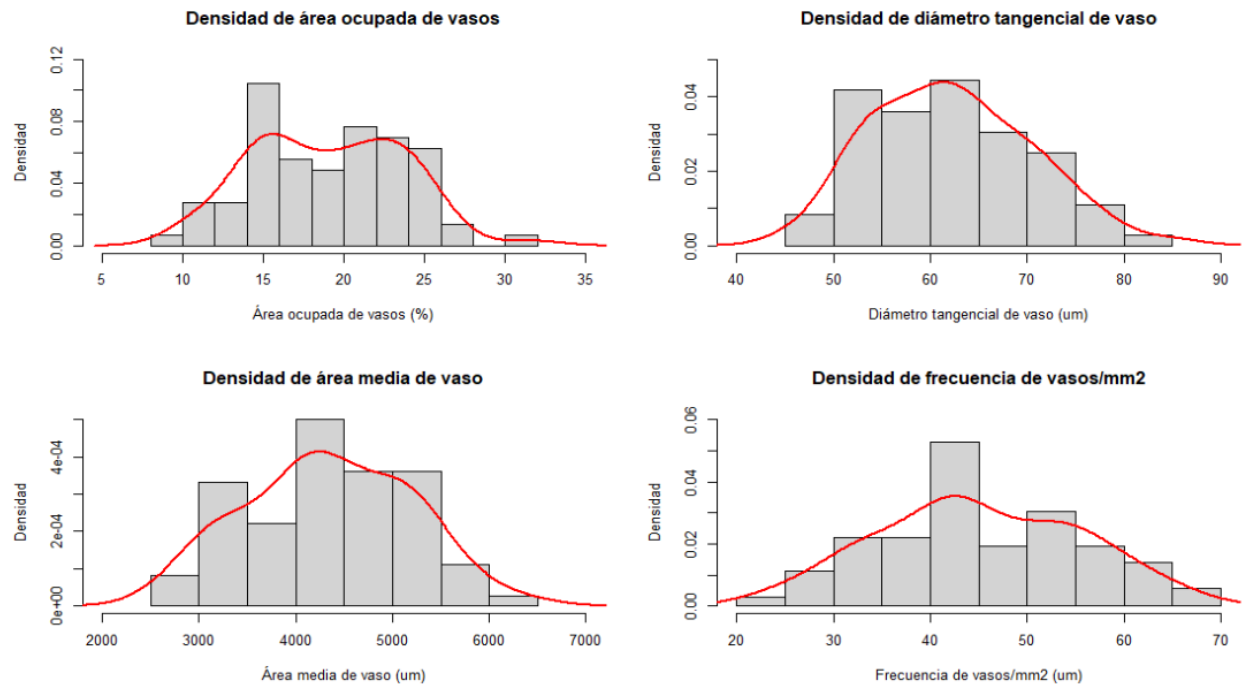 Densidad de área ocupada de vasos
Densidad
0.00 0.04 0.08 0.12
5 10 15 20 25 30 35
Área ocupada de vasos (%)
Densidad de diámetro tangencial de vaso
Densidad
0.00 0.02 0.04
40 50 60 70 80 90
Diámetro tangencial de vaso (um)
Densidad de área media de vaso
Densidad
0e+00 2e-04 4e-04
2000 3000 4000 5000 6000 7000
Área media de vaso (um)
Densidad de frecuencia de vasos/mm2
Densidad
0.00 0.02 0.04 0.06
20 30 40 50 60 70
Frecuencia de vasos/mm2 (um)